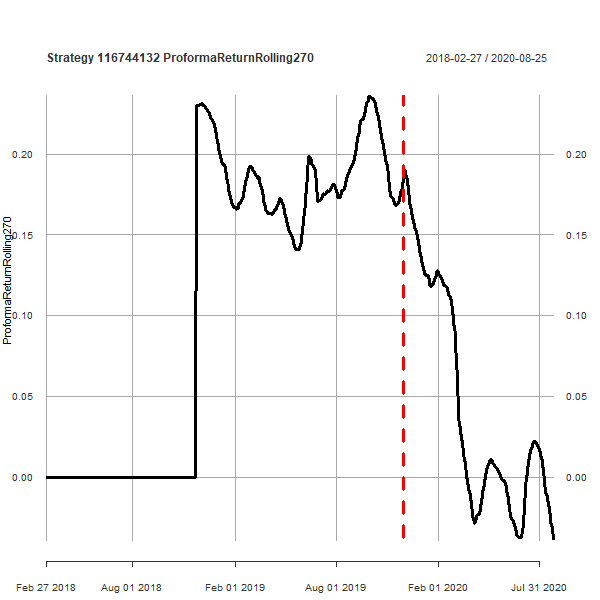 Strategy 116744132 ProformaReturnRolling270
2018-02-27 / 2020-08-25
ProformaReturnRolling270
0.20
0.15
0.10
0.05
0.00
0.20
0.15
0.10
0.05
0.00
Feb 27 2018
Aug 01 2018
Feb 01 2019
Aug 01 2019
Feb 01 2020
Jul 31 2020